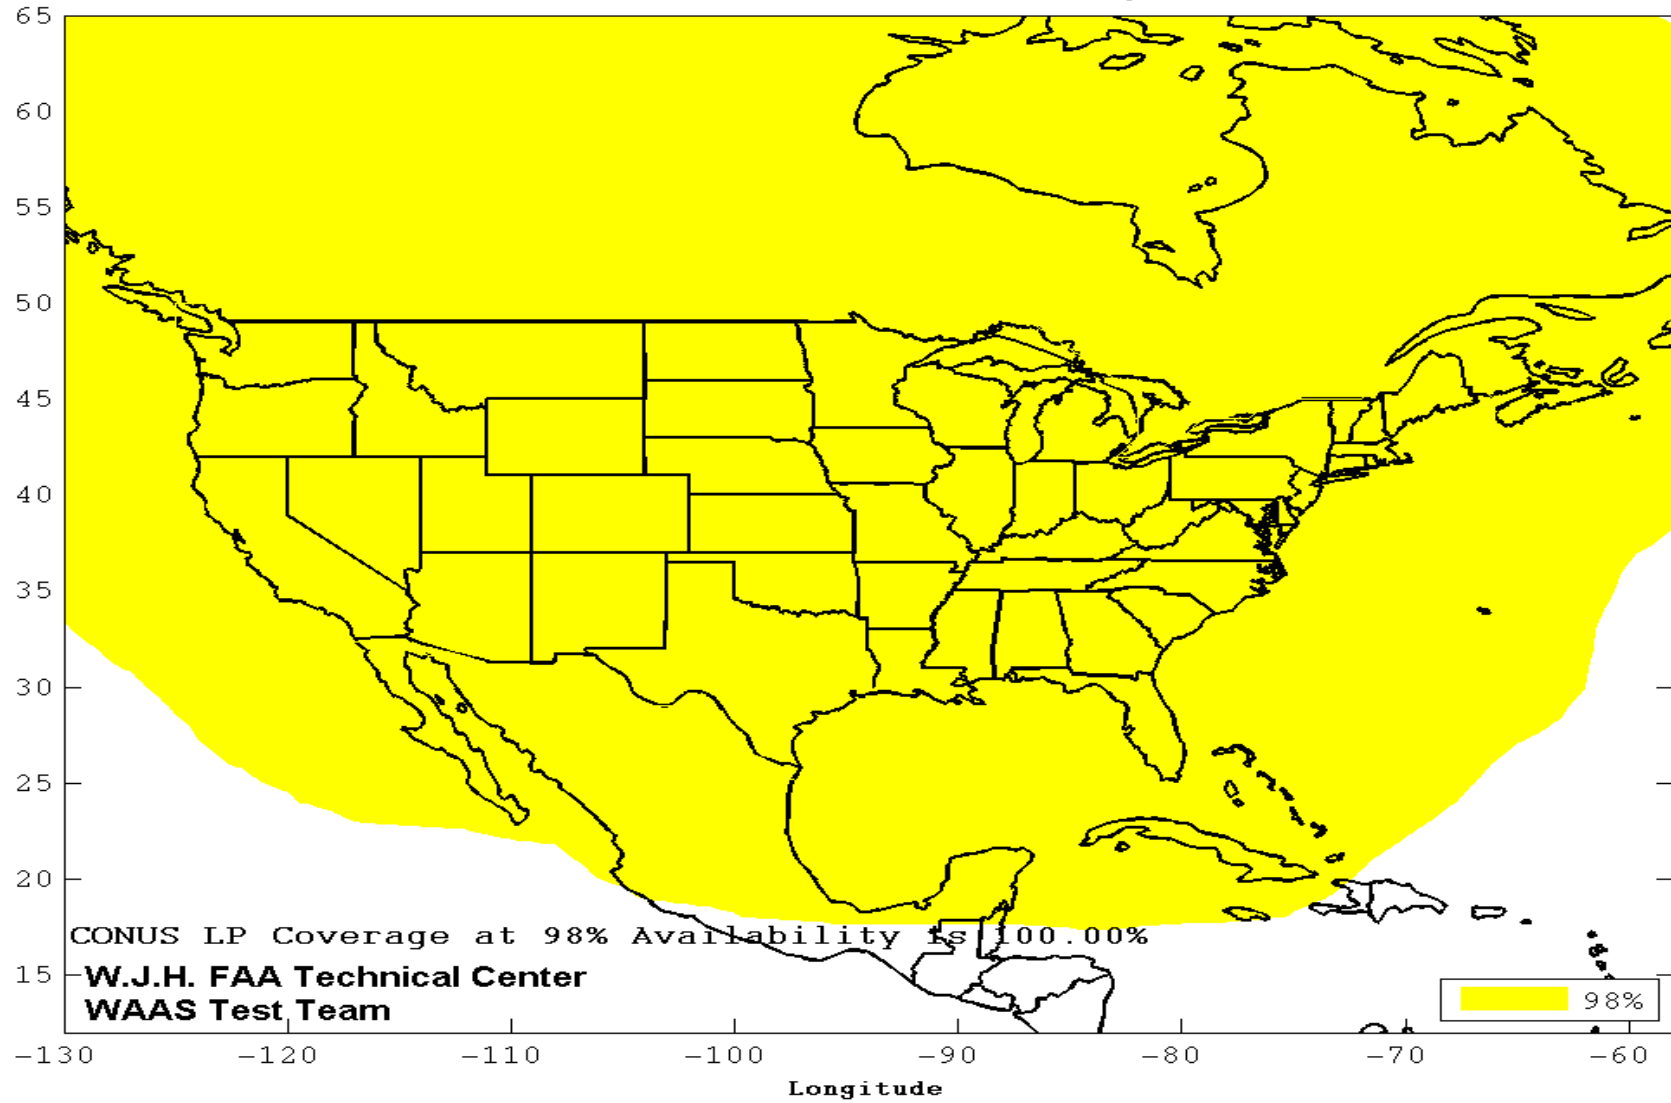 65
60
55
50
45
40
35
30
25
20
15
CONUS LP Coverage at 98% Availability is 100.00%
W.J.H. FAA Technical Center
WAAS Test Team
98%
-130 -120 -110 -100 -90 -80 -70 -60
Longitude